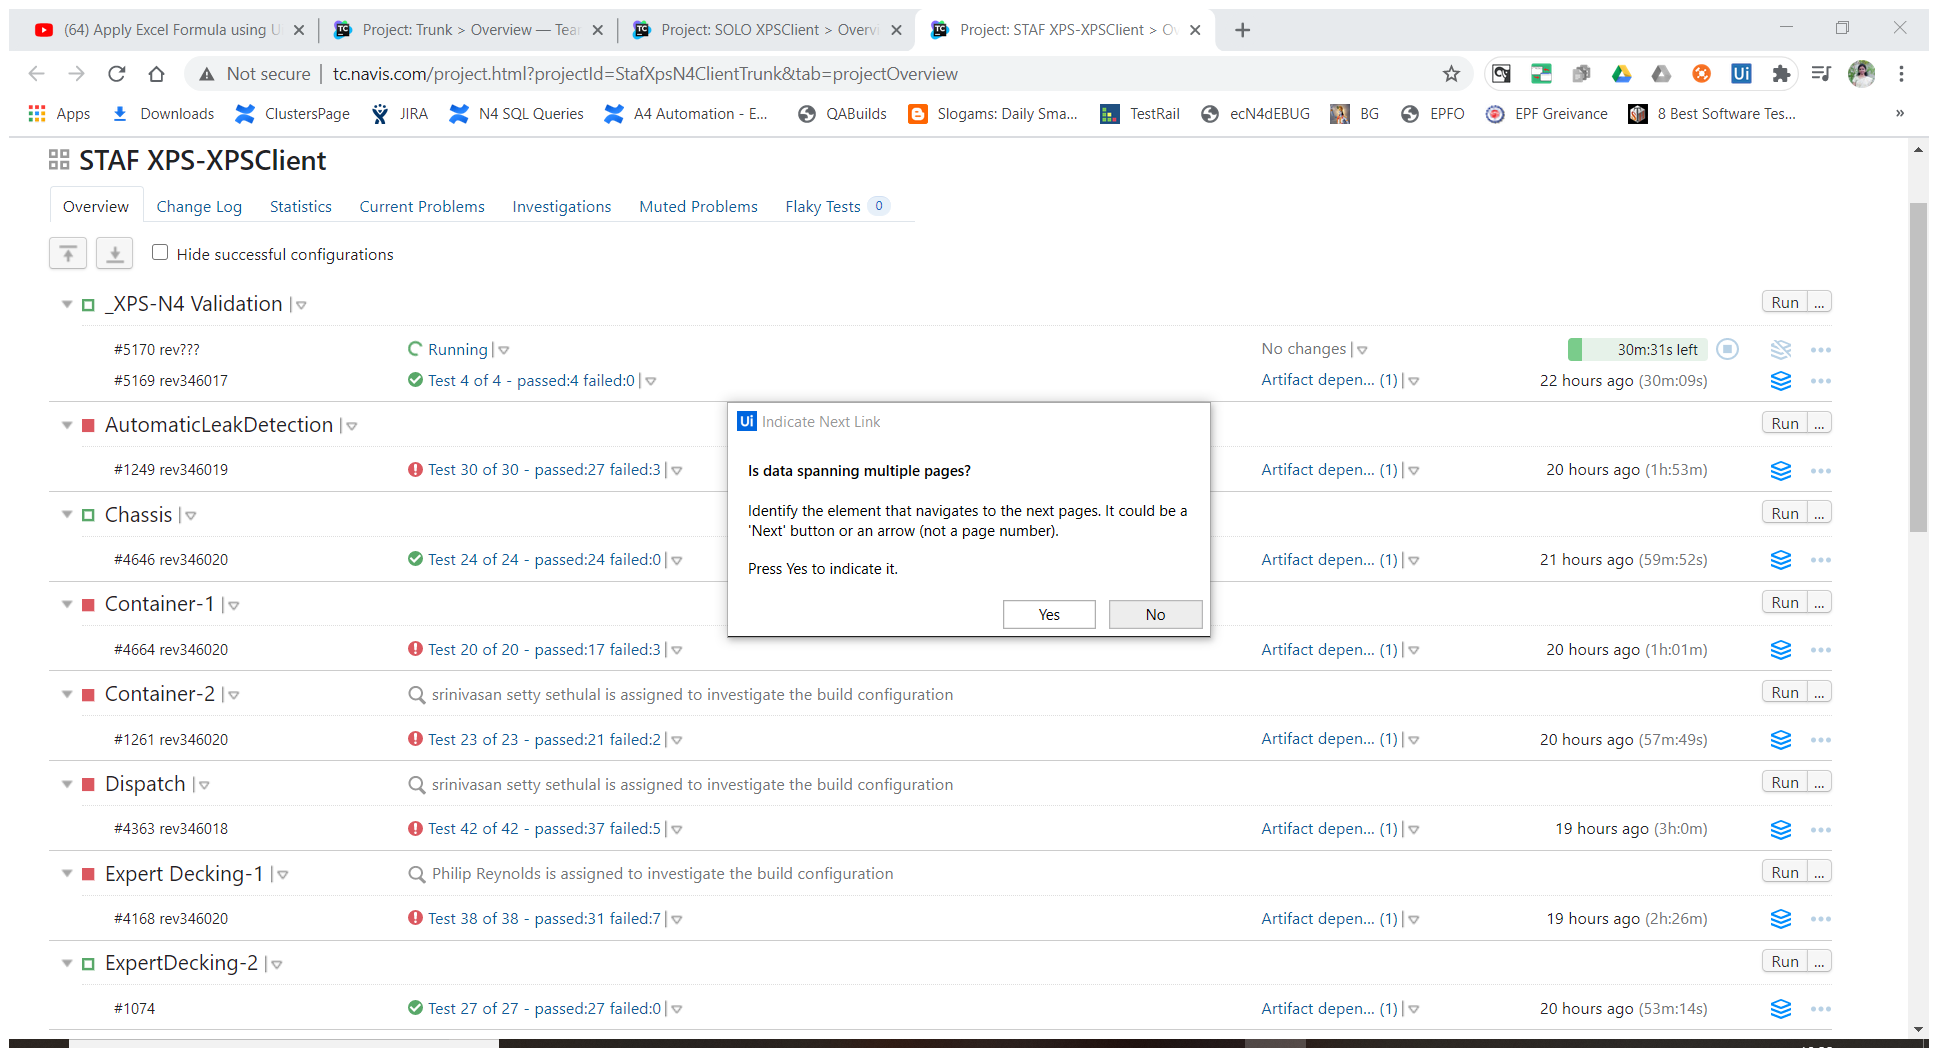 (64) Apply Excel Formula using U
Project: Trunk > Overview — Tea
Project: SOLO XPSClient > Overvi
Project: STAF XPS-XPSClient > O
Not secure | tc.navis.com/project.html?projectId=StafXpsN4ClientTrunk&tab=projectOverview
Apps Downloads ClustersPage JIRA N4 SQL Queries A4 Automation - E... QABuilds Slogams: Daily Sma... TestRail ecN4dEBUG BG EPFO EPF Greivance 8 Best Software Tes... »
STAF XPS-XPSClient
Overview Change Log Statistics Current Problems Investigations Muted Problems Flaky Tests 0
Hide successful configurations
_XPS-N4 Validation Run ...
#5170 rev??? Running No changes 30m:31s left
#5169 rev346017 Test 4 of 4 - passed:4 failed:0 Artifact depen... (1) 22 hours ago (30m:09s)
AutomaticLeakDetection Run ...
#1249 rev346019 Test 30 of 30 - passed:27 failed:3 Artifact depen... (1) 20 hours ago (1h:53m)
Chassis Run ...
#4646 rev346020 Test 24 of 24 - passed:24 failed:0 Artifact depen... (1) 21 hours ago (59m:52s)
Container-1 Run ...
#4664 rev346020 Test 20 of 20 - passed:17 failed:3 Artifact depen... (1) 20 hours ago (1h:01m)
Container-2 srinivasan setty sethulal is assigned to investigate the build configuration Run ...
#1261 rev346020 Test 23 of 23 - passed:21 failed:2 Artifact depen... (1) 20 hours ago (57m:49s)
Dispatch srinivasan setty sethulal is assigned to investigate the build configuration Run ...
#4363 rev346018 Test 42 of 42 - passed:37 failed:5 Artifact depen... (1) 19 hours ago (3h:0m)
Expert Decking-1 Philip Reynolds is assigned to investigate the build configuration Run ...
#4168 rev346020 Test 38 of 38 - passed:31 failed:7 Artifact depen... (1) 19 hours ago (2h:26m)
ExpertDecking-2 Run ...
#1074 Test 27 of 27 - passed:27 failed:0 Artifact depen... (1) 20 hours ago (53m:14s)
Ui Indicate Next Link
Is data spanning multiple pages?
Identify the element that navigates to the next pages. It could be a
'Next' button or an arrow (not a page number).
Press Yes to indicate it.
Yes No